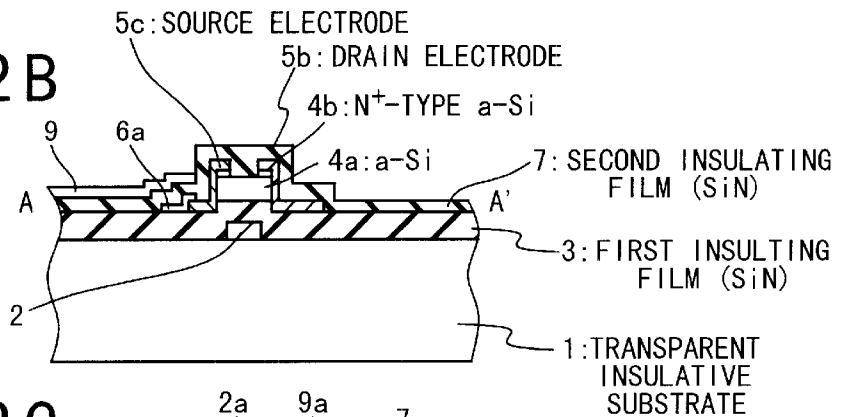 5c:SOURCE ELECTRODE
2B
5b:DRAIN ELECTRODE
4b:N+-TYPE a-Si
9
6a
4a:a-Si
7:SECOND INSULATING
FILM (SiN)
A
A'
3:FIRST INSULTING
FILM (SiN)
2
1:TRANSPARENT
INSULATIVE
SUBSTRATE
2a
9a
7